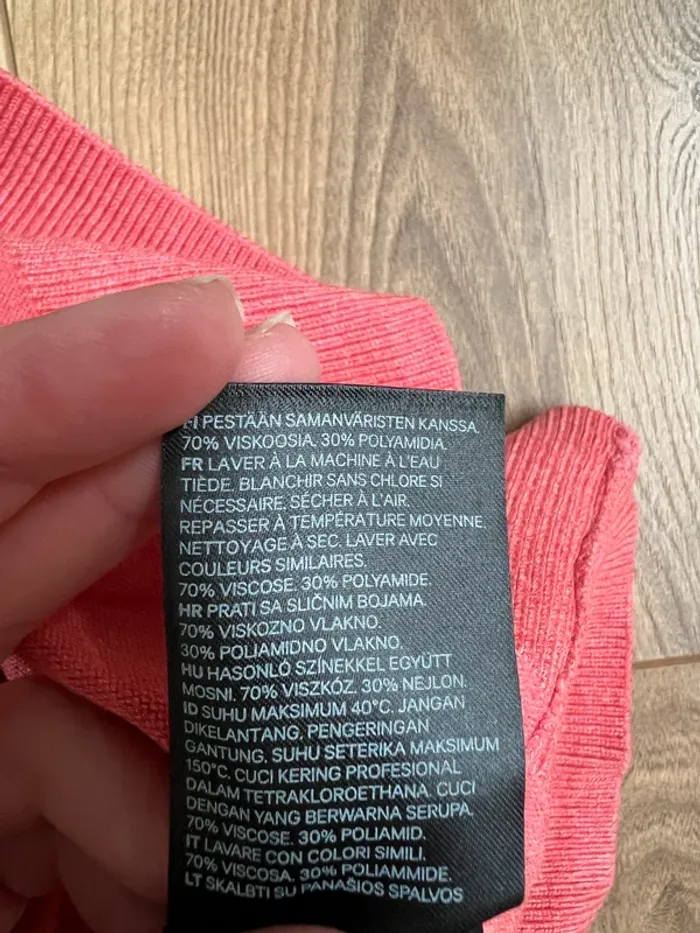 FI PESTÄÄN SAMANVÄRISTEN KANSSA.
70% VISKOOSIA. 30% POLYAMIDIA.
FR LAVER À LA MACHINE À L'EAU
TIÈDE. BLANCHIR SANS CHLORE SI
NÉCESSAIRE. SÉCHER À L'AIR.
REPASSER À TEMPÉRATURE MOYENNE.
NETTOYAGE À SEC. LAVER AVEC
COULEURS SIMILAIRES.
70% VISCOSE. 30% POLYAMIDE.
HR PRATI SA SLIČNIM BOJAMA.
70% VISKOZNO VLAKNO.
30% POLIAMIDNO VLAKNO.
HU HASONLÓ SZÍNEKKEL EGYÜTT
MOSNI. 70% VISZKÓZ. 30% NEJLON.
ID SUHU MAKSIMUM 40°C. JANGAN
DIKELANTANG. PENGERINGAN
GANTUNG. SUHU SETERIKA MAKSIMUM
150°C. CUCI KERING PROFESIONAL
DALAM TETRAKLOROETHANA. CUCI
DENGAN YANG BERWARNA SERUPA.
70% VISCOSE. 30% POLIAMID.
IT LAVARE CON COLORI SIMILI.
70% VISCOSA. 30% POLIAMMIDE.
LT SKALBTI SU PANAŠIOS SPALVOS